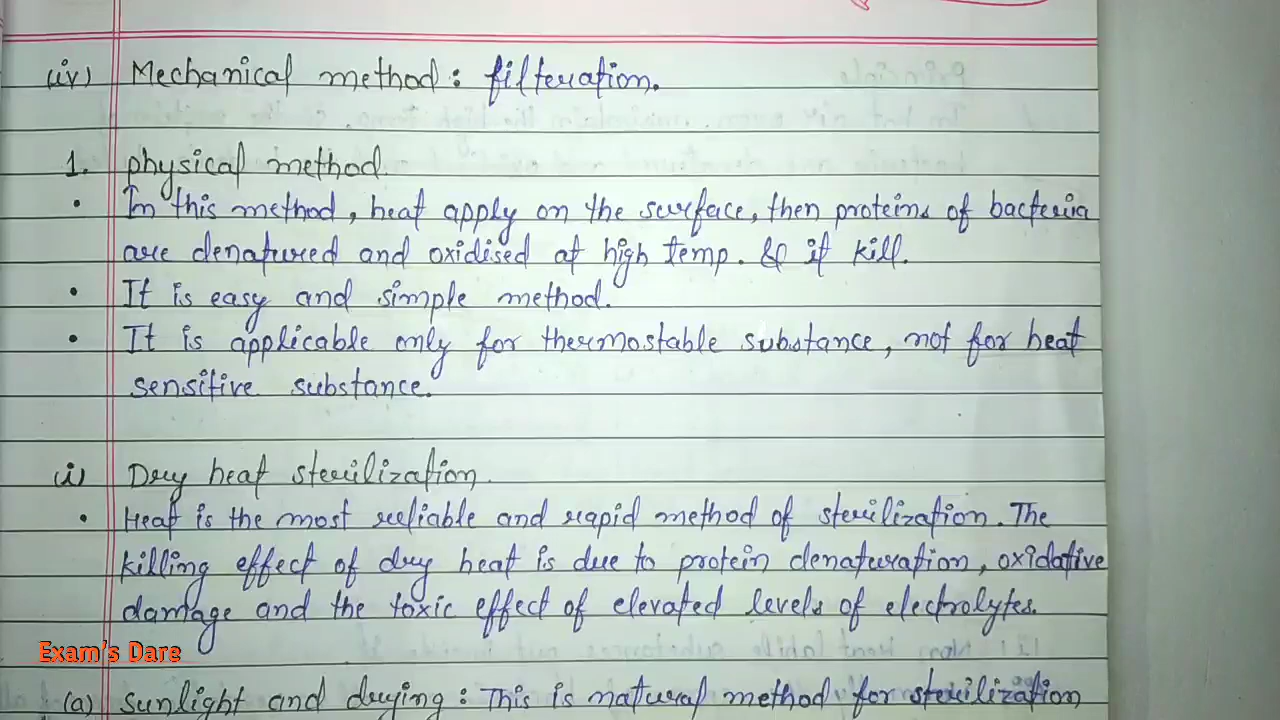 (iv) Mechanical method: filteration.
1. physical method.
• In this method, heat apply on the surface, then proteins of bacteria
are denatured and oxidised at high temp. & it kill.
• It is easy and simple method.
• It is applicable only for thermostable substance, not for heat
sensitive substance.
(i) Dry heat sterilization.
• Heat is the most reliable and rapid method of sterilization. The
killing effect of dry heat is due to protein denaturation, oxidative
damage and the toxic effect of elevated levels of electrolytes.
Exam's Dare
(a) Sunlight and drying: This is natural method for sterilization